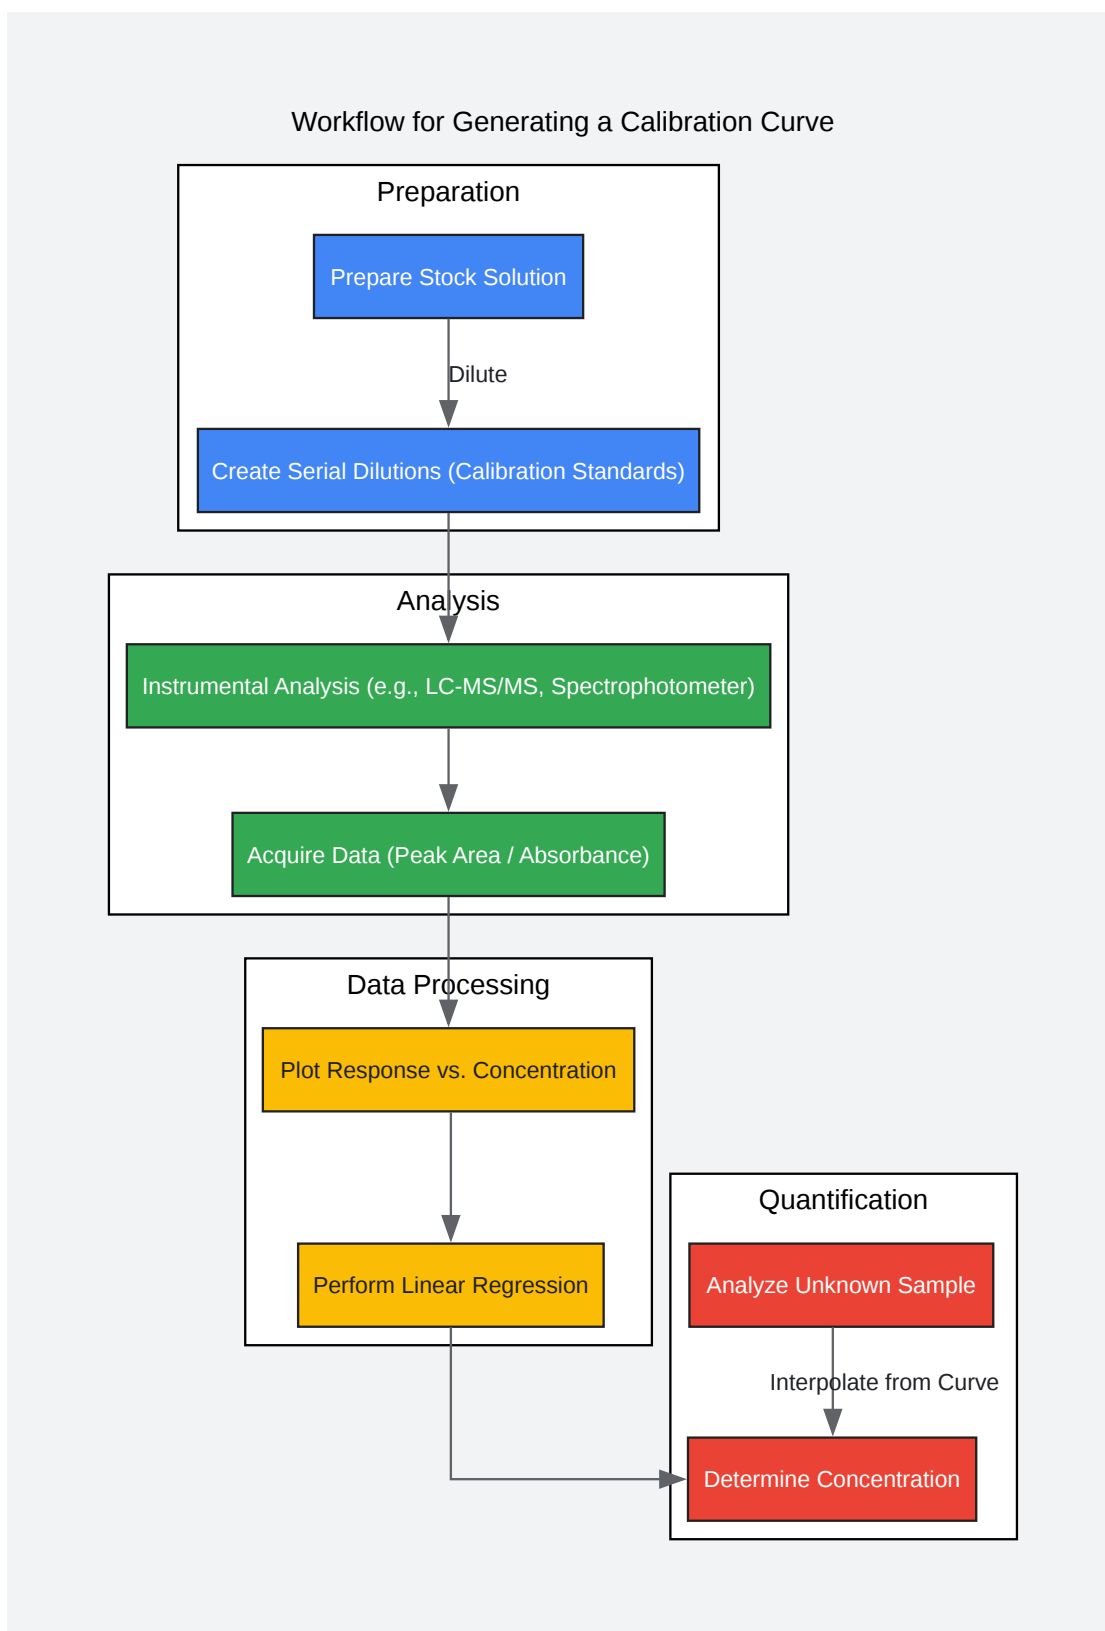 Workflow for Generating a Calibration Curve
Preparation
Prepare Stock Solution
Dilute
Create Serial Dilutions (Calibration Standards)
Analysis
Instrumental Analysis (e.g., LC-MS/MS, Spectrophotometer)
Acquire Data (Peak Area / Absorbance)
Data Processing
Plot Response vs. Concentration
Perform Linear Regression
Quantification
Analyze Unknown Sample
Interpolate from Curve
Determine Concentration